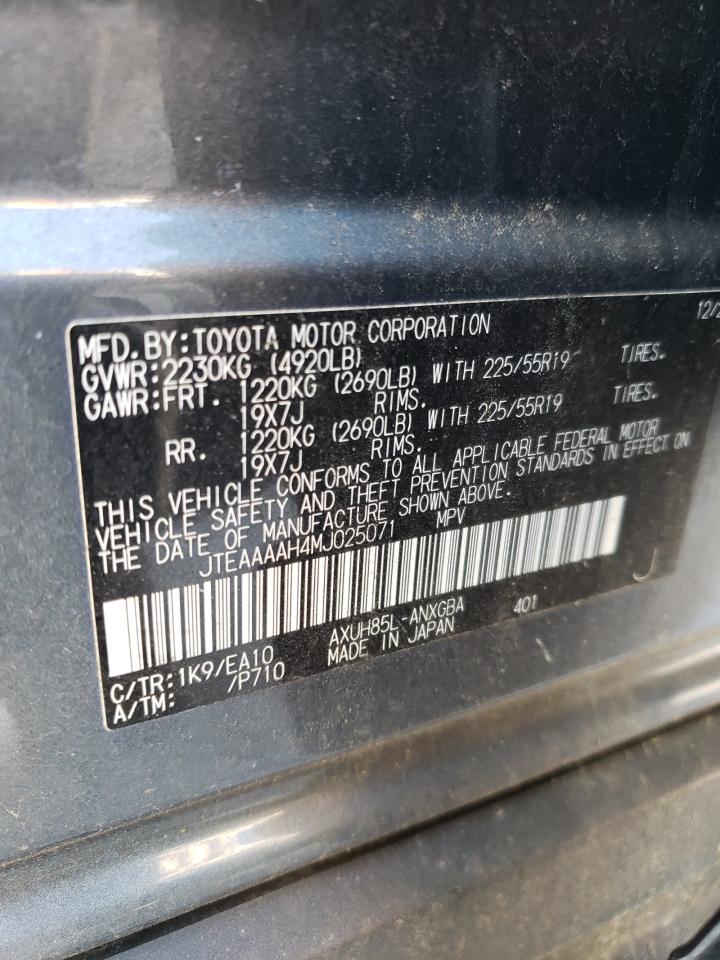 MFD. BY: TOYOTA MOTOR CORPORATION 12/2
GVWR: 2230KG (4920LB)
GAWR: FRT. 1220KG (2690LB) WITH 225/55R19 TIRES.
19X7J RIMS.
RR. 1220KG (2690LB) WITH 225/55R19 TIRES.
19X7J RIMS.
THIS VEHICLE CONFORMS TO ALL APPLICABLE FEDERAL MOTOR
VEHICLE SAFETY AND THEFT PREVENTION STANDARDS IN EFFECT ON
THE DATE OF MANUFACTURE SHOWN ABOVE.
JTEAAAAH4MJ025071 MPV
J
AXUH85L-ANXGBA 401
C/TR: 1K9/EA10 MADE IN JAPAN
A/TM: /P710